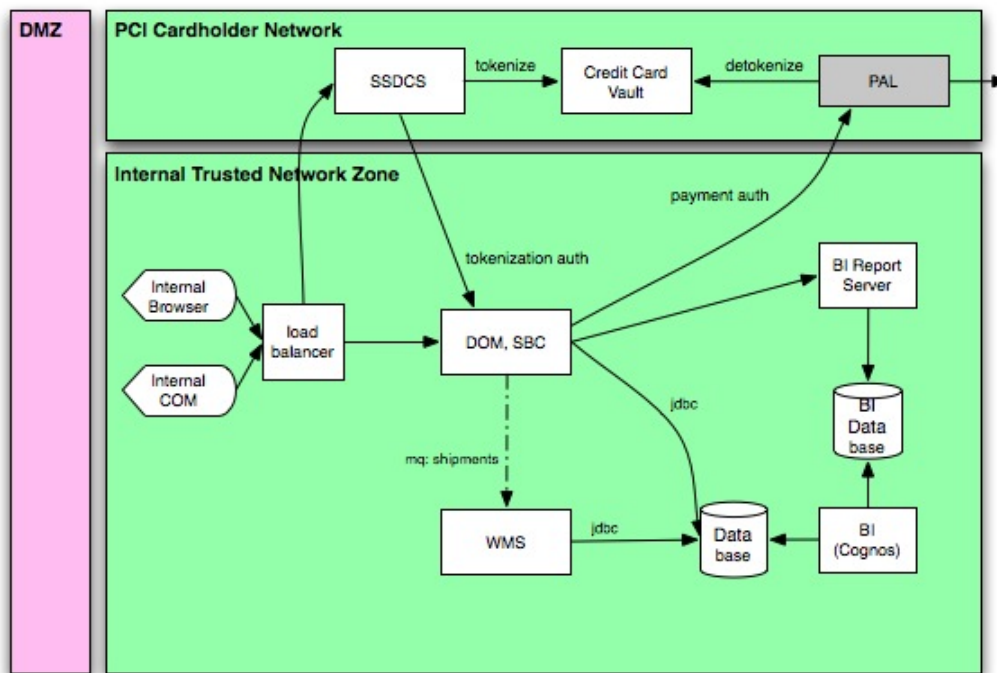 DMZ
PCI Cardholder Network
SSDCS
tokenize
Credit Card
Vault
detokenize
PAL
Internal Trusted Network Zone
payment auth
tokenization auth
Internal
Browser
load
balancer
Internal
COM
DOM, SBC
BI Report
Server
jdbc
BI
Data
base
mq: shipments
WMS
jdbc
Data
base
BI
(Cognos)